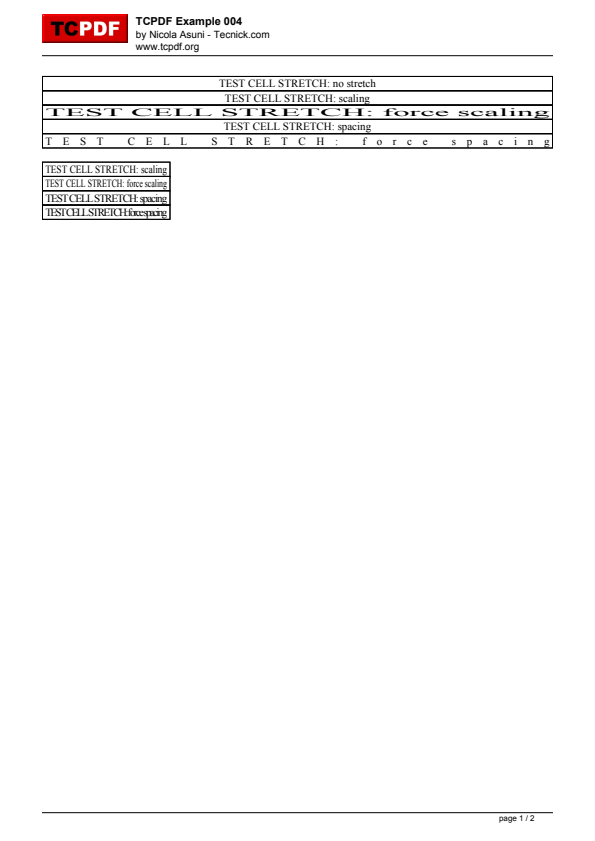 TCPDF
TCPDF Example 004
by Nicola Asuni - Tecnick.com
www.tcpdf.org
TEST CELL STRETCH: no stretch
TEST CELL STRETCH: scaling
TEST CELL STRETCH: force scaling
TEST CELL STRETCH: spacing
TEST CELL STRETCH: force spacing
TEST CELL STRETCH: scaling
TEST CELL STRETCH: force scaling
TEST CELL STRETCH: spacing
TEST CELL STRETCH: force spacing
page 1 / 2